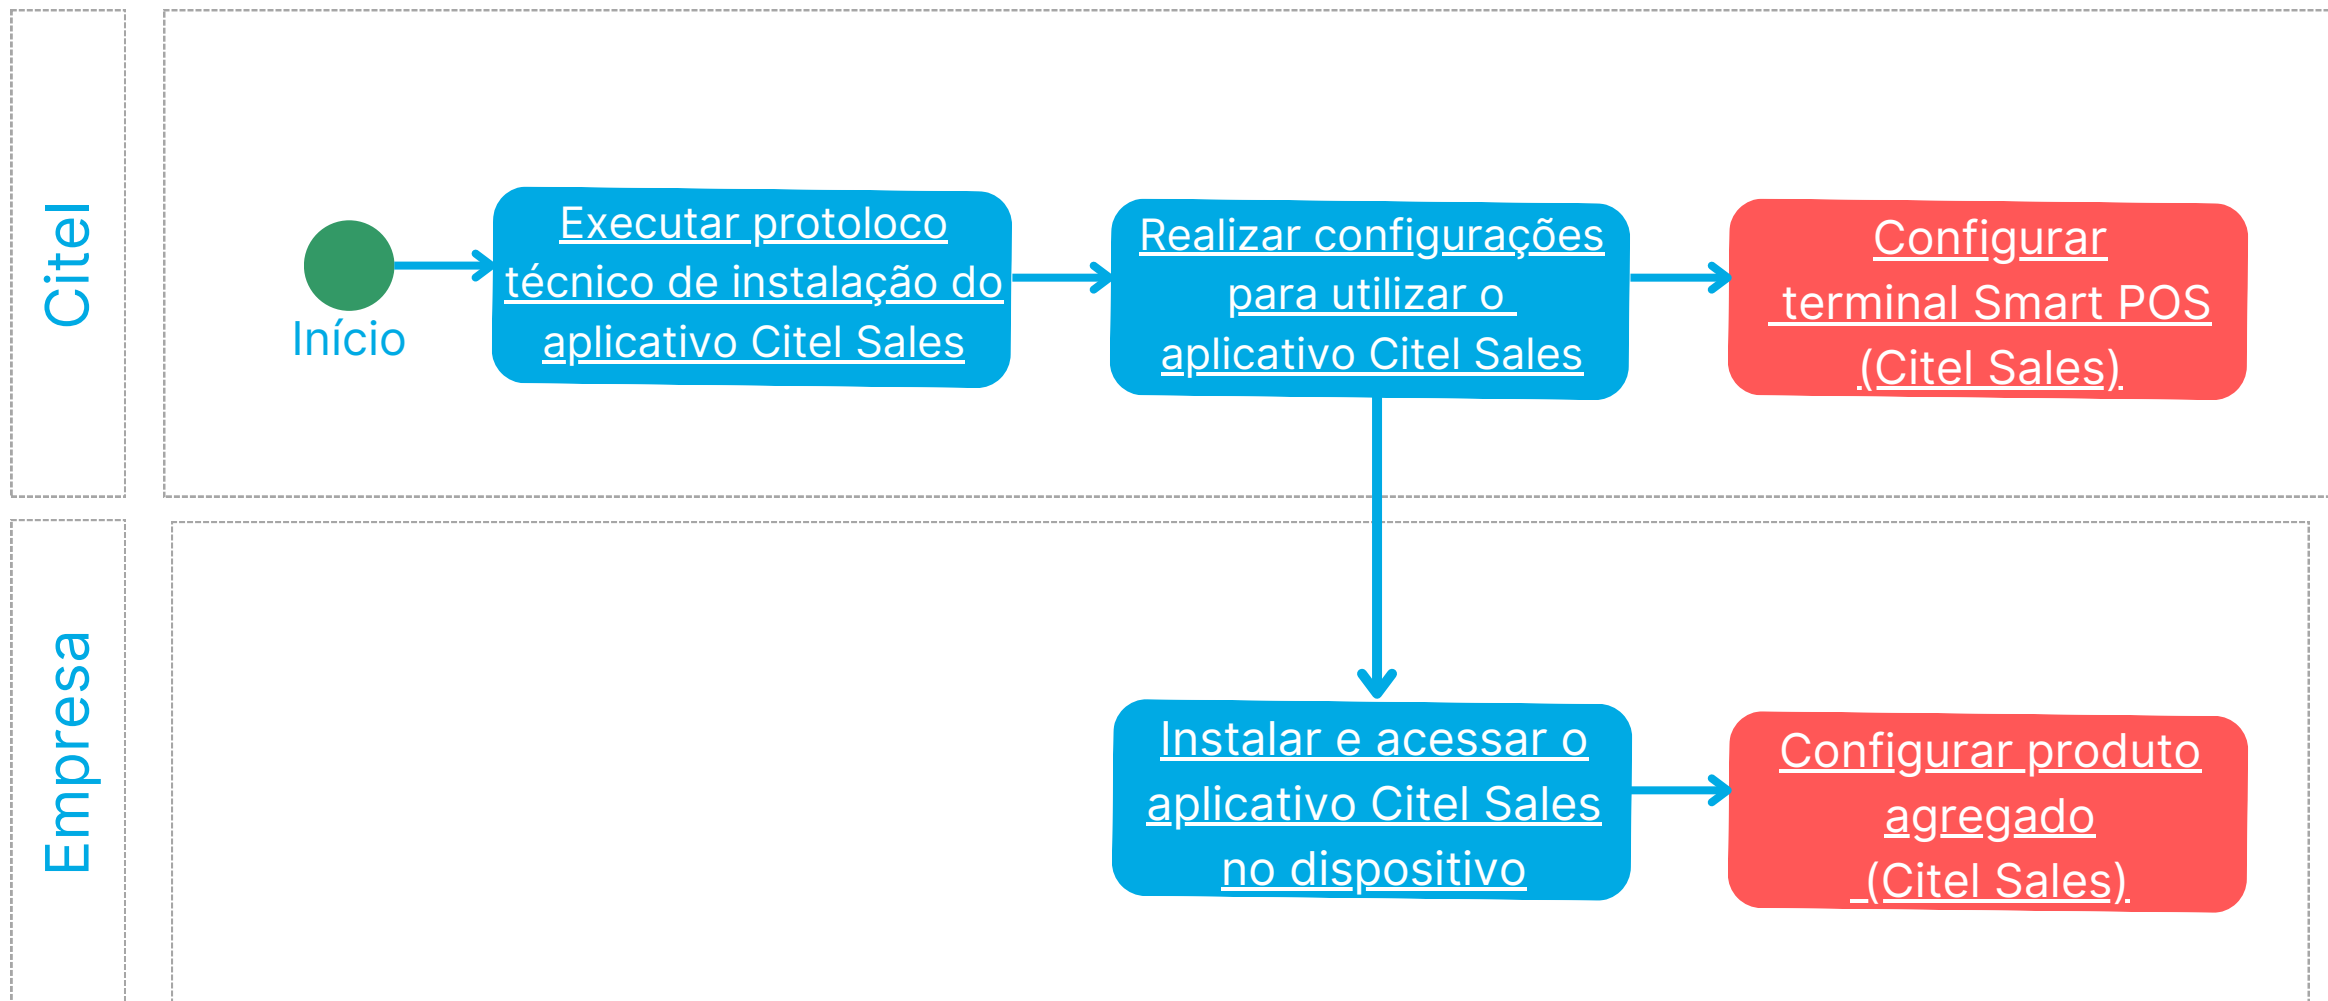 Citel
Início
Executar protoloco
técnico de instalação do
aplicativo Citel Sales
Realizar configurações
para utilizar o
aplicativo Citel Sales
Configurar
terminal Smart POS
(Citel Sales)
Empresa
Instalar e acessar o
aplicativo Citel Sales
no dispositivo
Configurar produto
agregado
(Citel Sales)